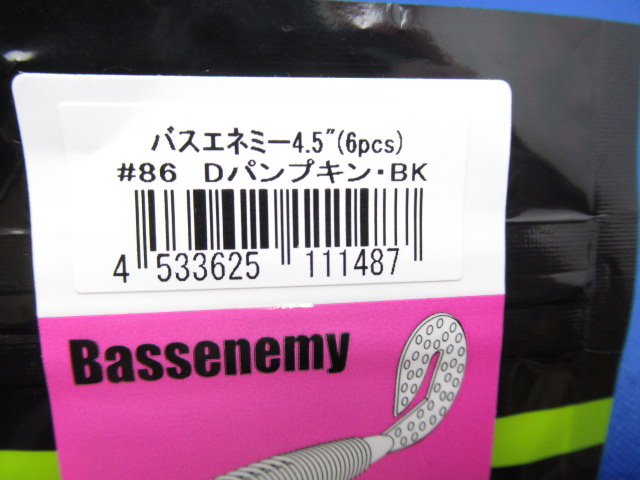 バスエネミー4.5"(6pcs)
#86 Dパンプキン・BK
4 533625 111487
Bassenemy